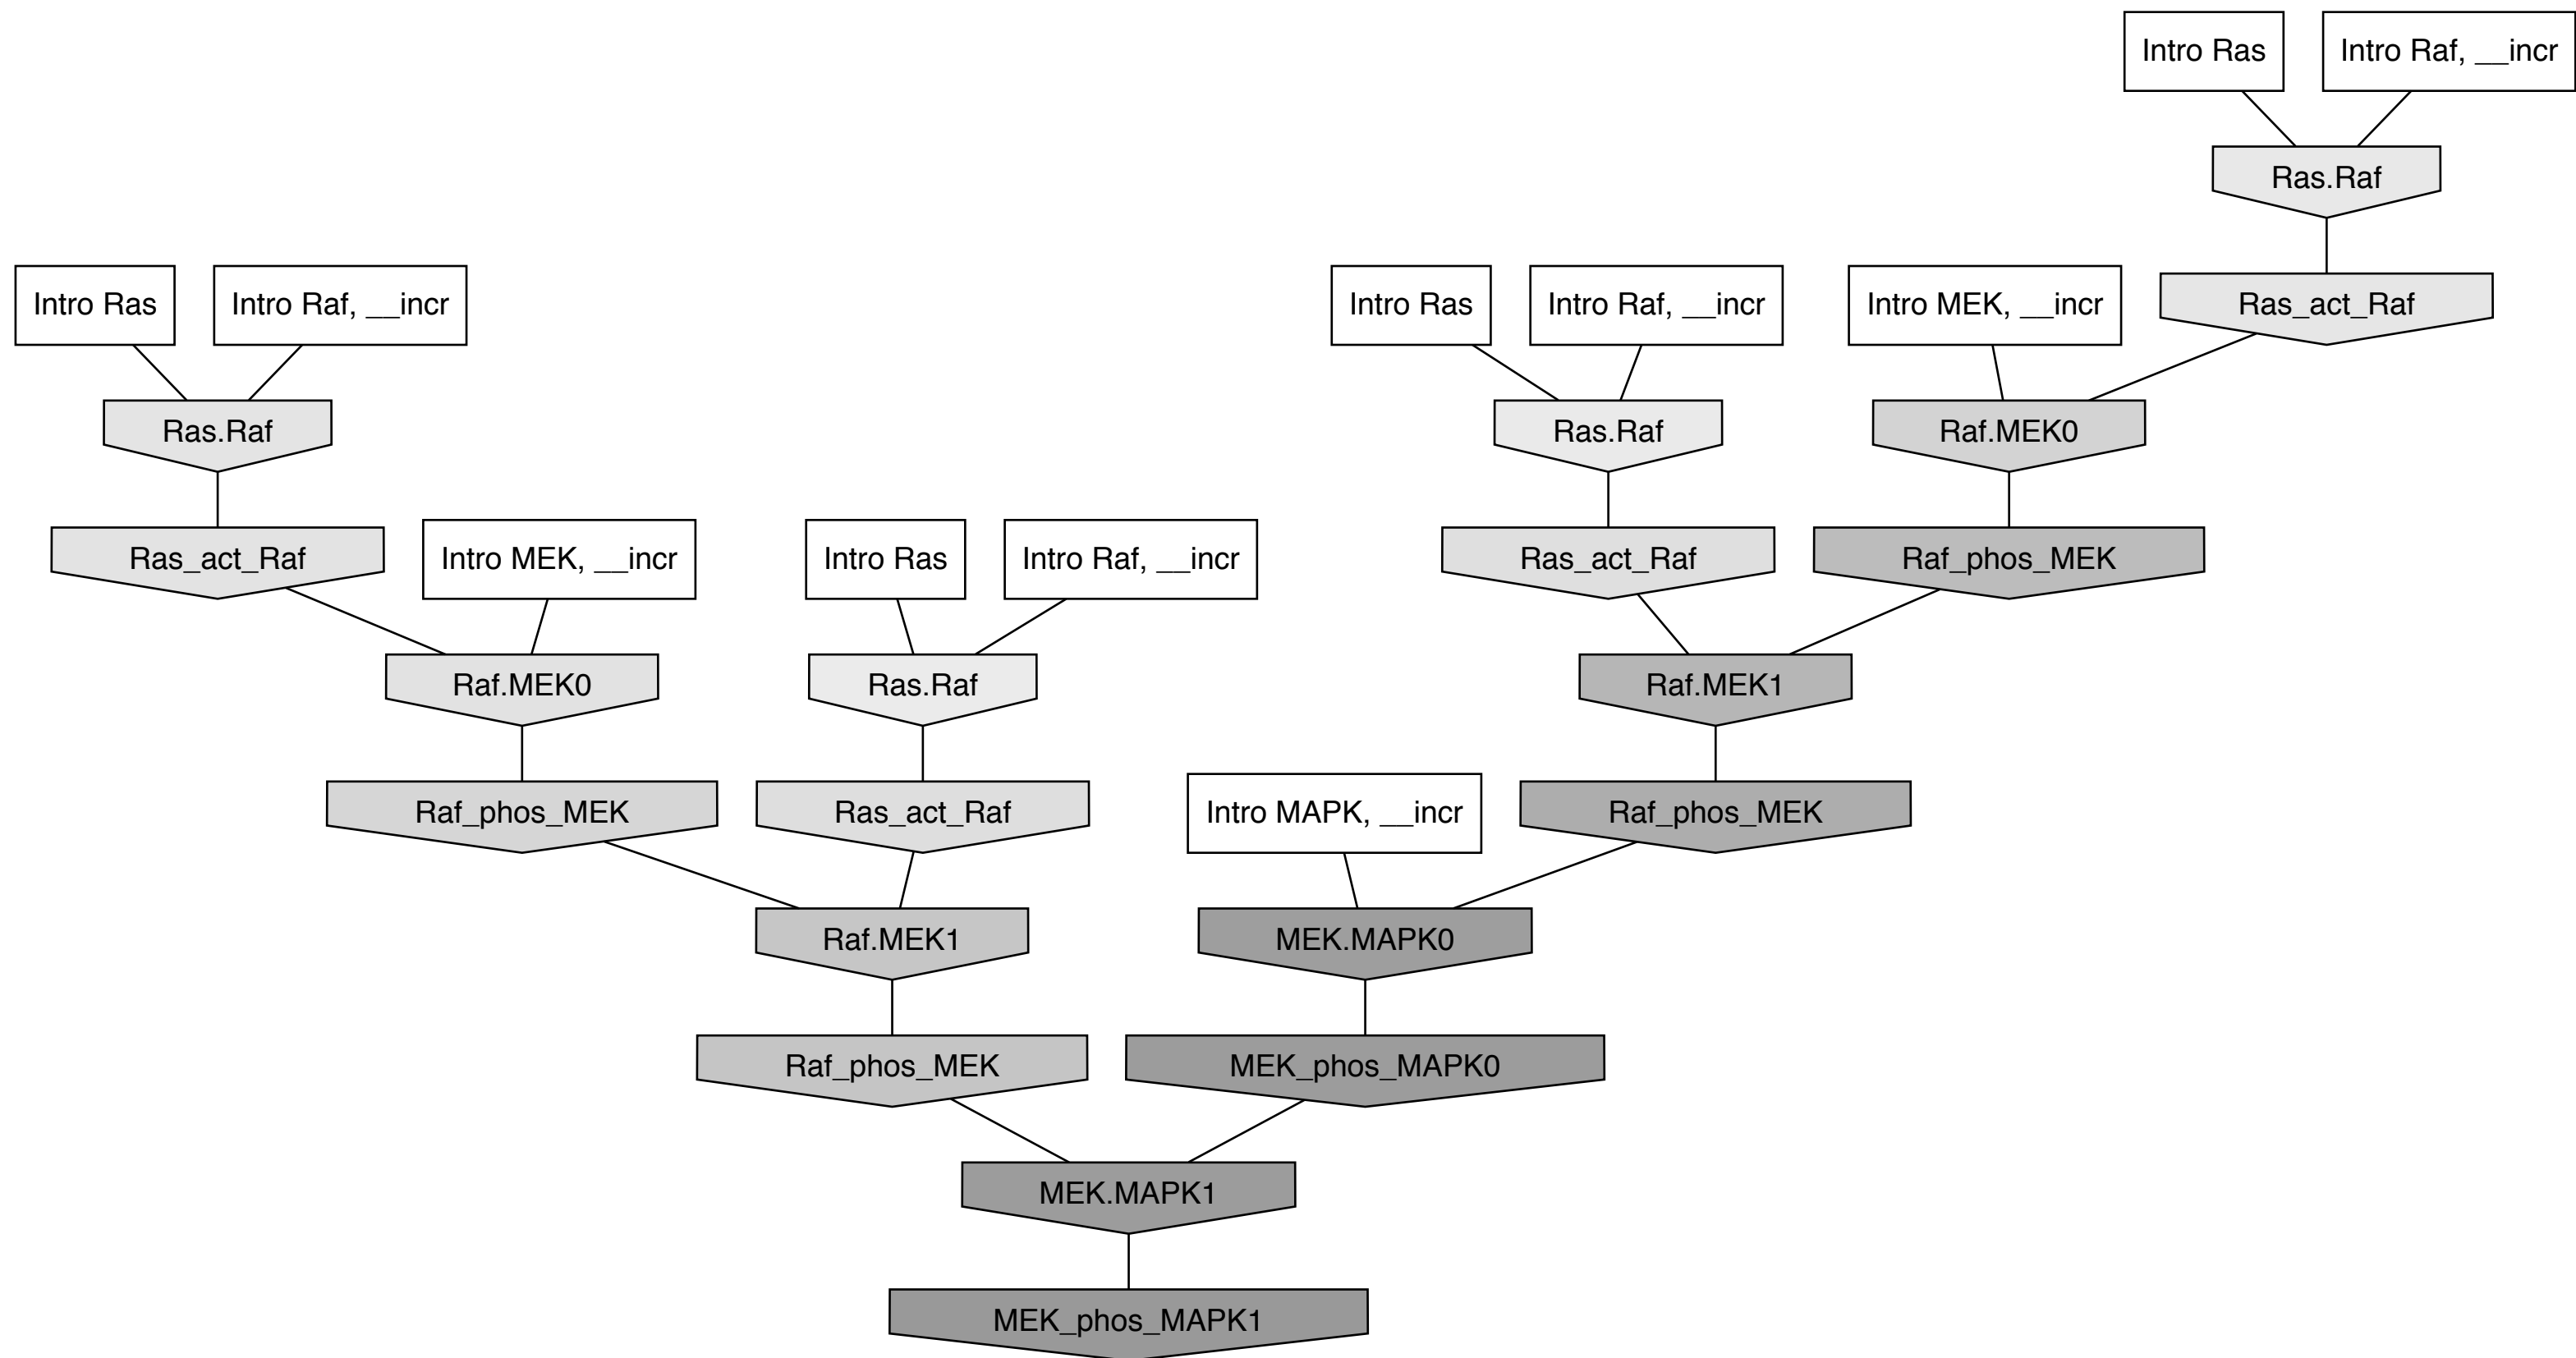 Intro Ras
Intro Raf, __incr
Ras.Raf
Intro Ras
Intro Raf, __incr
Intro Ras
Intro Raf, __incr
Intro MEK, __incr
Ras_act_Raf
Ras.Raf
Ras.Raf
Raf.MEK0
Ras_act_Raf
Intro MEK, __incr
Intro Ras
Intro Raf, __incr
Ras_act_Raf
Raf_phos_MEK
Raf.MEK0
Ras.Raf
Raf.MEK1
Raf_phos_MEK
Ras_act_Raf
Intro MAPK, __incr
Raf_phos_MEK
Raf.MEK1
MEK.MAPK0
Raf_phos_MEK
MEK_phos_MAPK0
MEK.MAPK1
MEK_phos_MAPK1